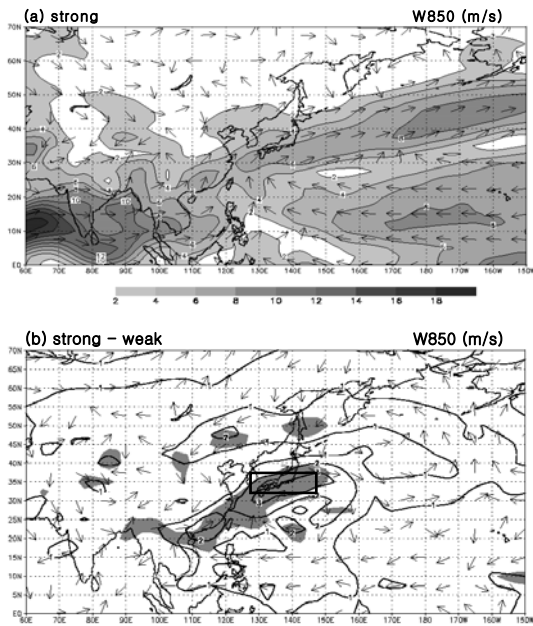 (a) strong W850 (m/s)
70N
60N
50N
40N
30N
20N
10N
EQ
60E 70E 80E 90E 100E 110E 120E 130E 140E 150E 160E 170E 180 170W 160W 150W
2 4 6 8 10 12 14 16 18
(b) strong – weak W850 (m/s)
70N
65N
60N
55N
50N
45N
40N
35N
30N
25N
20N
15N
10N
5N
EQ
60E 70E 80E 90E 100E 110E 120E 130E 140E 150E 160E 170E 180 170W 160W 150W